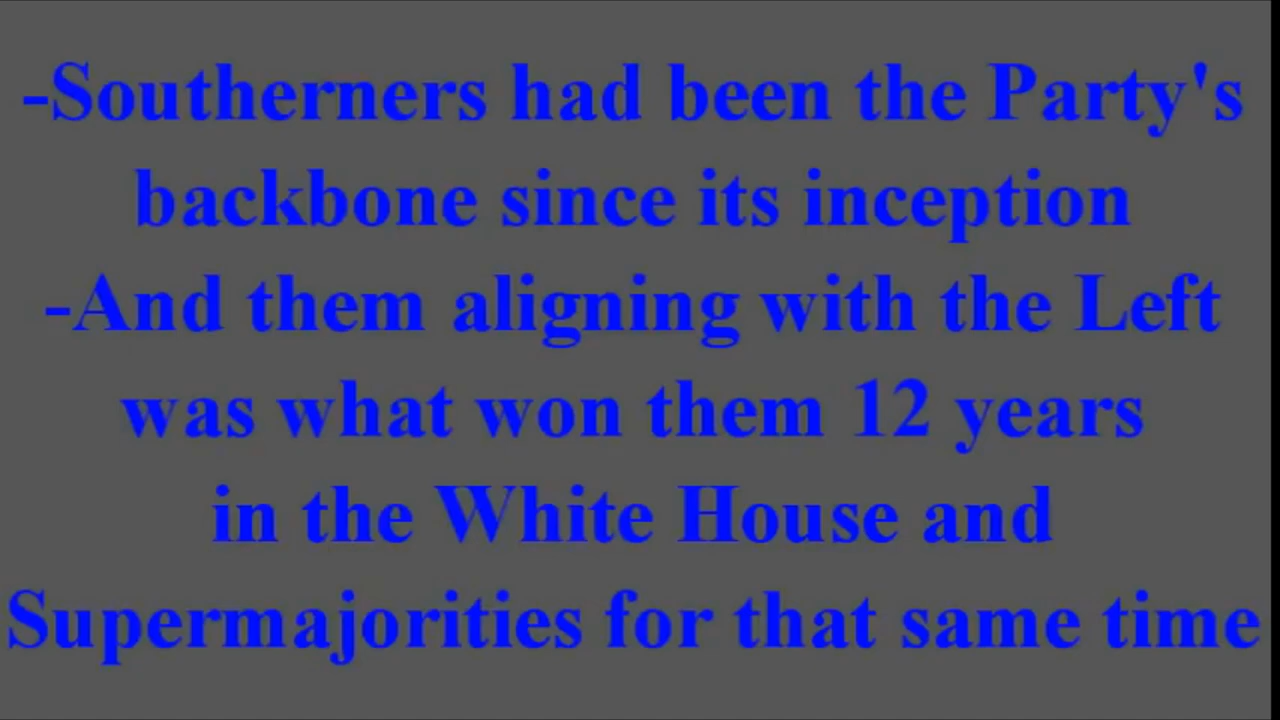 -Southerners had been the Party's
backbone since its inception
-And them aligning with the Left
was what won them 12 years
in the White House and
Supermajorities for that same time